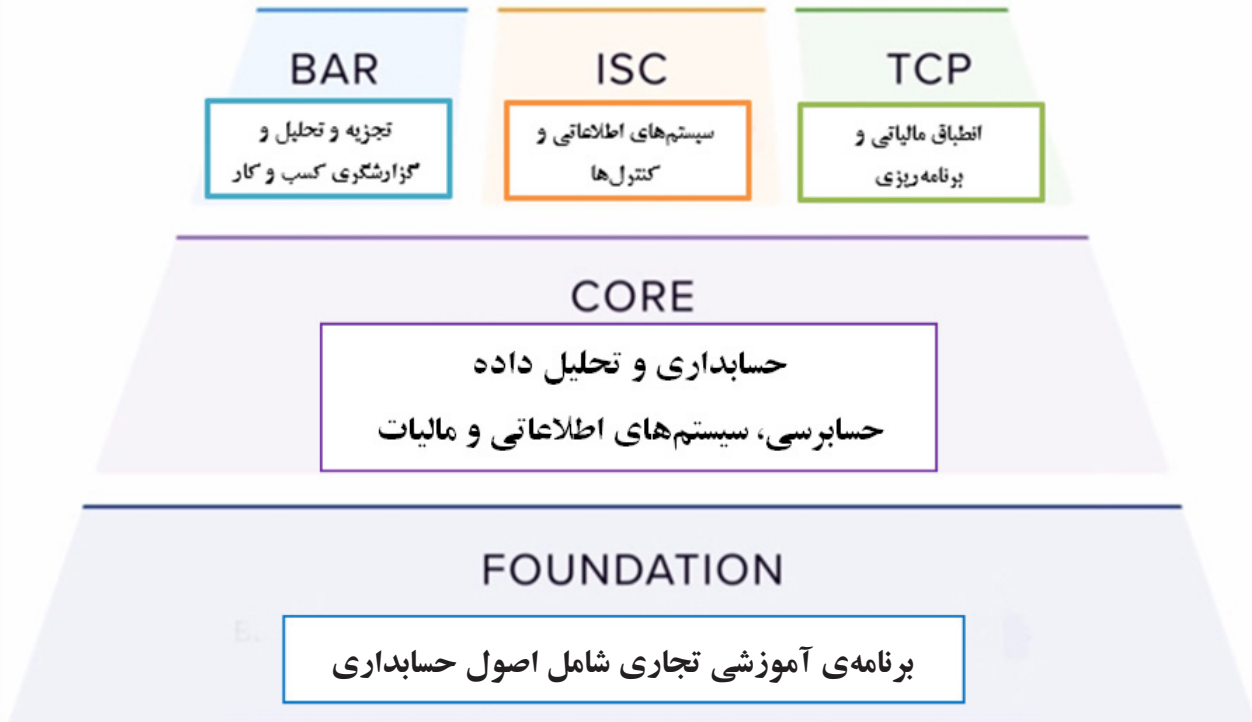 BAR
تجزیه و تحلیل و
گزارشگری کسب و کار
ISC
سیستم‌های اطلاعاتی و
کنترل‌ها
TCP
انطباق مالیاتی و
برنامه‌ریزی
CORE
حسابداری و تحلیل داده
حسابرسی، سیستم‌های اطلاعاتی و مالیات
FOUNDATION
برنامه‌ی آموزشی تجاری شامل اصول حسابداری